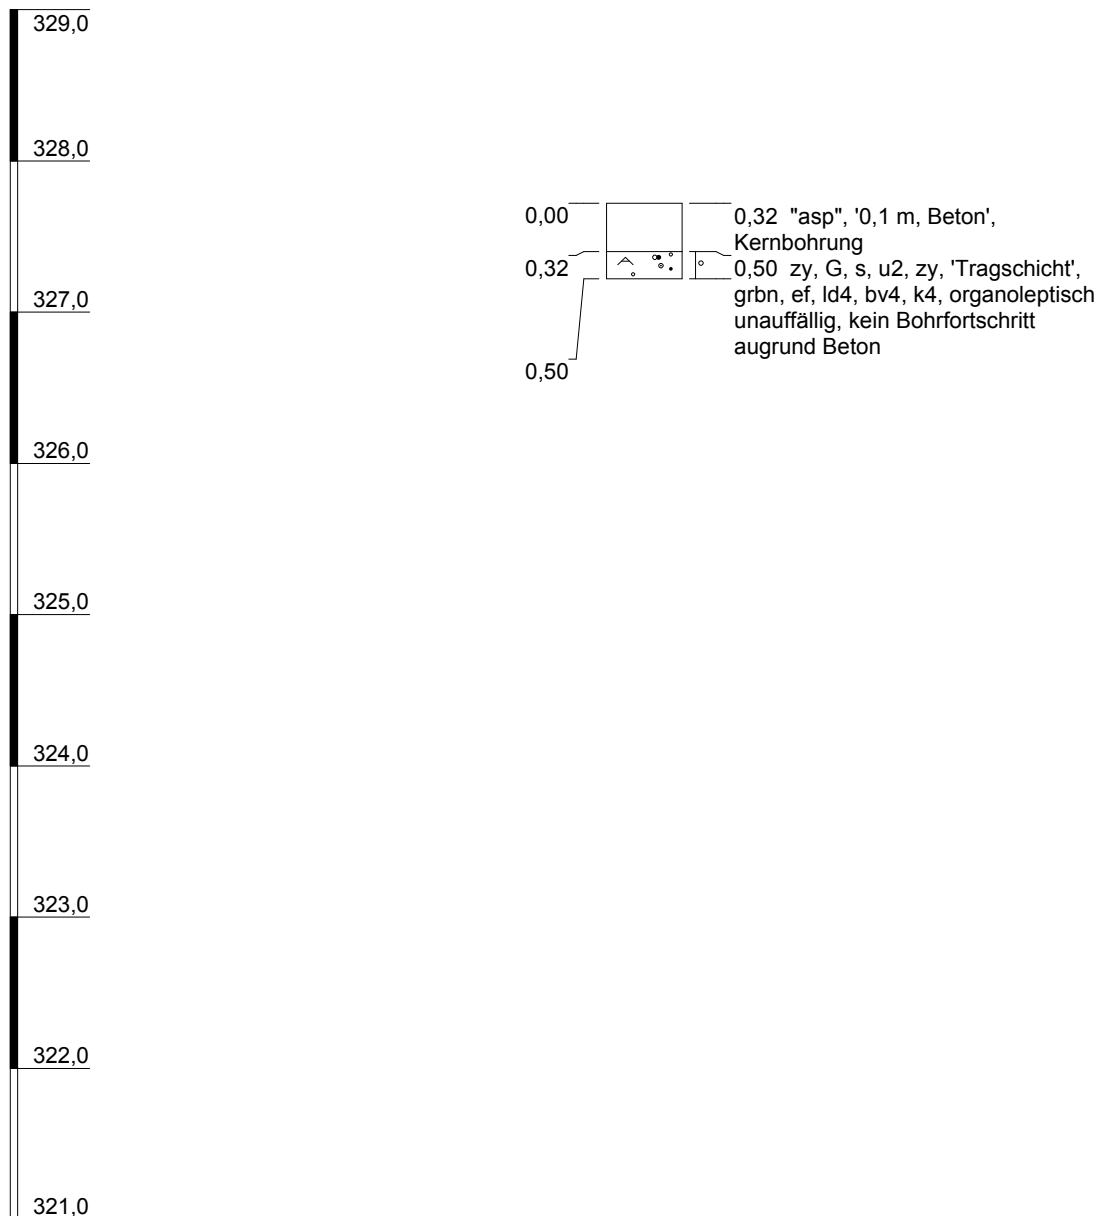 329,0
328,0
0,00
0,32 "asp", '0,1 m, Beton',
Kernbohrung
0,32
0,50 zy, G, s, u2, zy, 'Tragschicht',
grbn, ef, ld4, bv4, k4, organoleptisch
unauffällig, kein Bohrfortschritt
augrund Beton
327,0
0,50
326,0
325,0
324,0
323,0
322,0
321,0